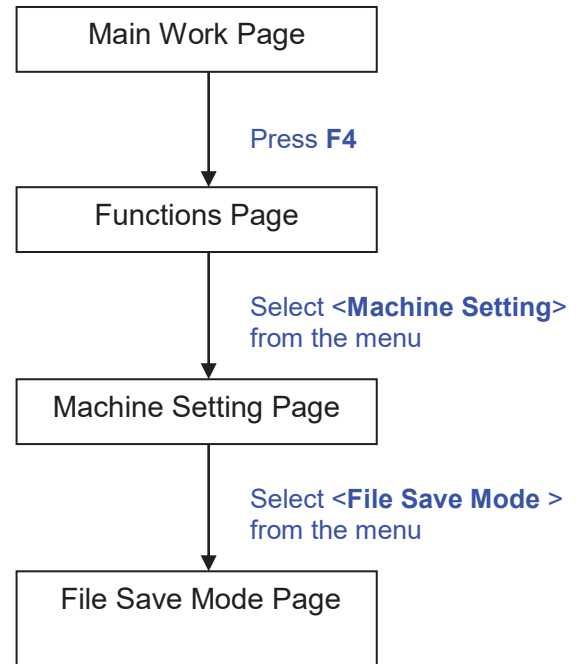 Main Work Page
Press F4
Functions Page
Select <Machine Setting>
from the menu
Machine Setting Page
Select <File Save Mode >
from the menu
File Save Mode Page